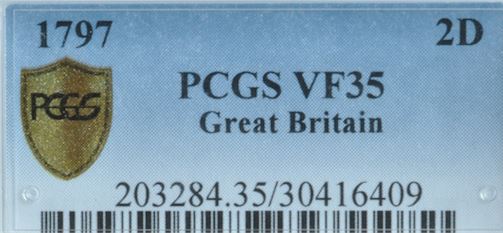 1797 2D
PCGS
PCGS VF35
Great Britain
203284.35/30416409